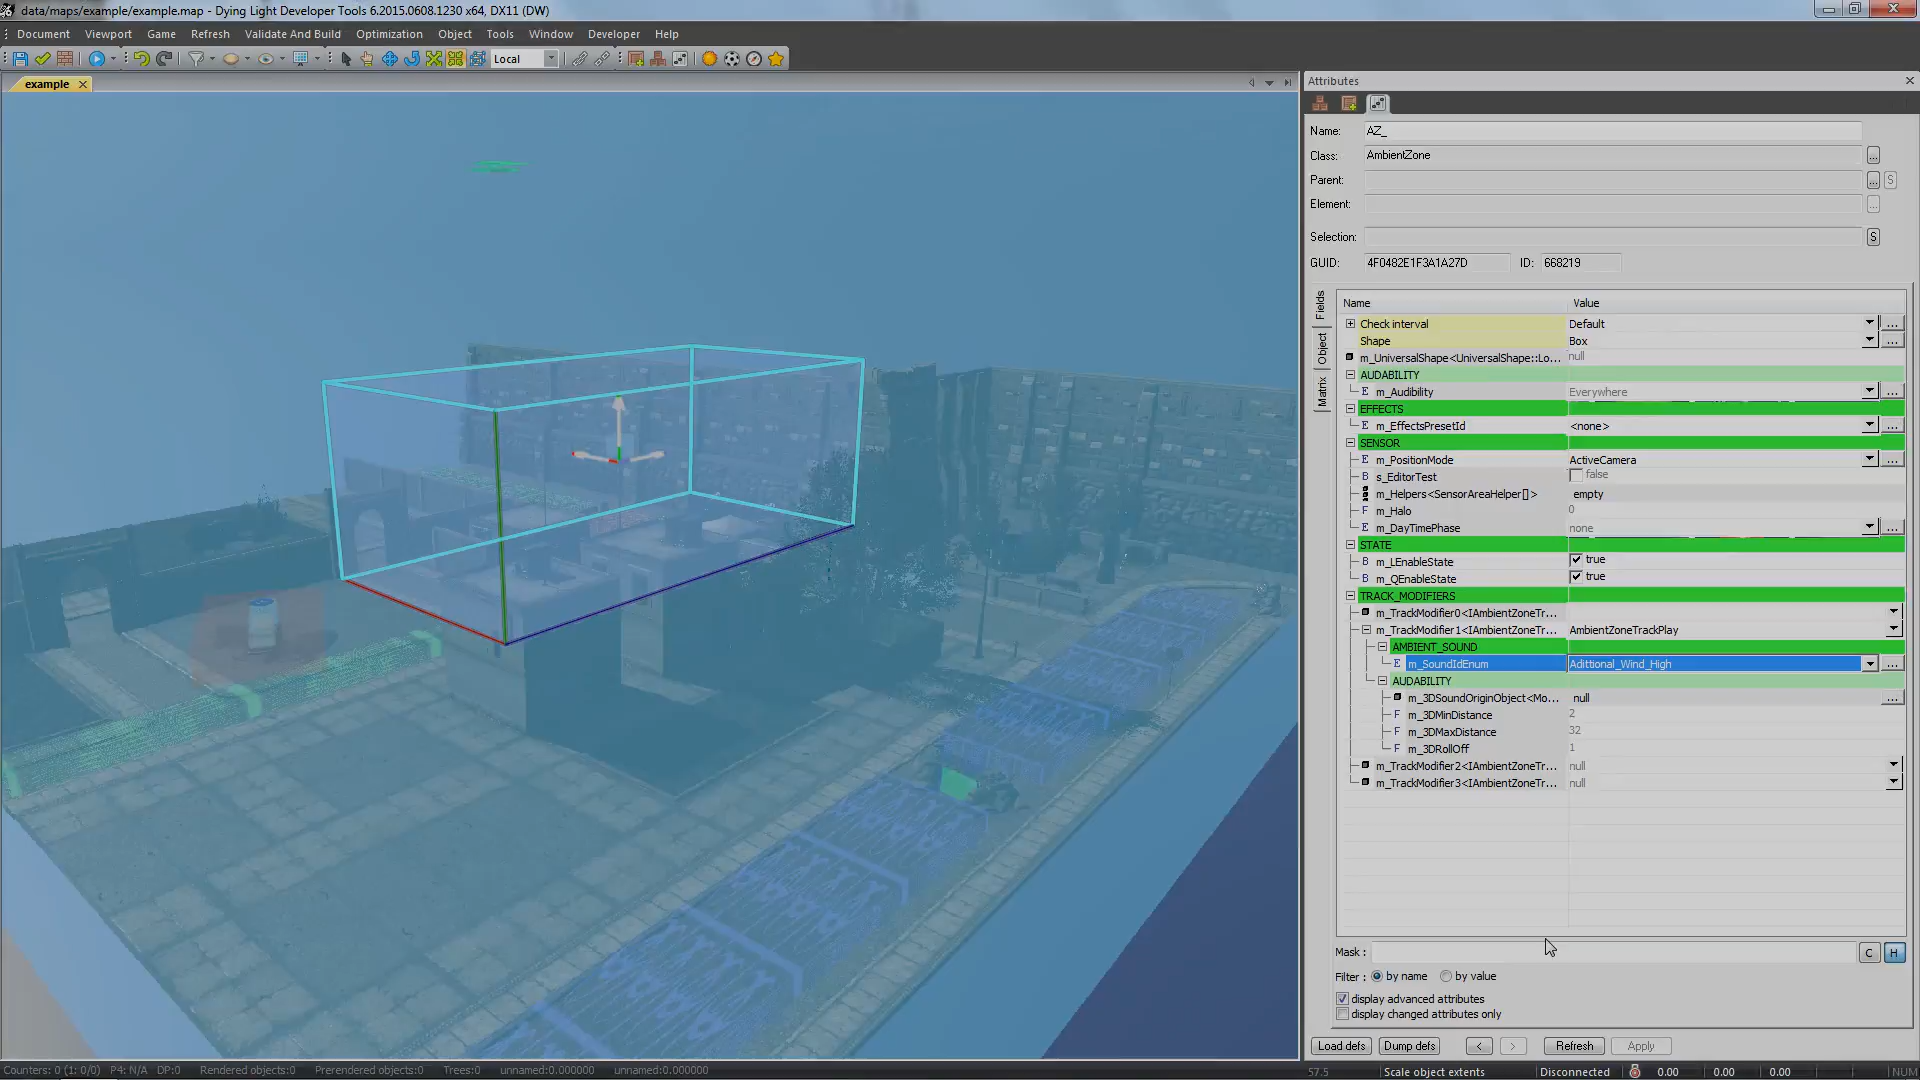 data/maps/example/example.map - Dying Light Developer Tools 6.2015.0608.1230 x64, DX11 (DW)
Document Viewport Game Refresh Validate And Build Optimization Object Tools Window Developer Help
Local
example
Attributes
Name: AZ_
Class: AmbientZone ...
Parent: ... S
Element: ...
Selection: S
GUID: 4F0482E1F3A1A27D ID: 668219
Fields
Object
Matrix
Name Value
Check interval Default ...
Shape Box ...
m_UniversalShape<UniversalShape::Lo... null
AUDABILITY
E m_Audibility Everywhere ...
EFFECTS
E m_EffectsPresetId <none> ...
SENSOR
E m_PositionMode ActiveCamera ...
B s_EditorTest false
m_Helpers<SensorAreaHelper[]> empty
F m_Halo 0
E m_DayTimePhase none ...
STATE
B m_LEnableState true
B m_QEnableState true
TRACK_MODIFIERS
m_TrackModifier0<IAmbientZoneTr...
m_TrackModifier1<IAmbientZoneTr... AmbientZoneTrackPlay
AMBIENT_SOUND
E m_SoundIdEnum Adittional_Wind_High ...
AUDABILITY
m_3DSoundOriginObject<Mo... null ...
F m_3DMinDistance 2
F m_3DMaxDistance 32
F m_3DRollOff 1
m_TrackModifier2<IAmbientZoneTr... null
m_TrackModifier3<IAmbientZoneTr... null
Mask : C H
Filter : by name by value
display advanced attributes
display changed attributes only
Load defs Dump defs < > Refresh Apply
Counters: 0 (1: 0/0) P4: N/A DP:0 Rendered objects:0 Prerendered objects:0 Trees:0 unnamed:0.000000 unnamed:0.000000 57.5 Scale object extents Disconnected 0.00 0.00 0.00 NUM